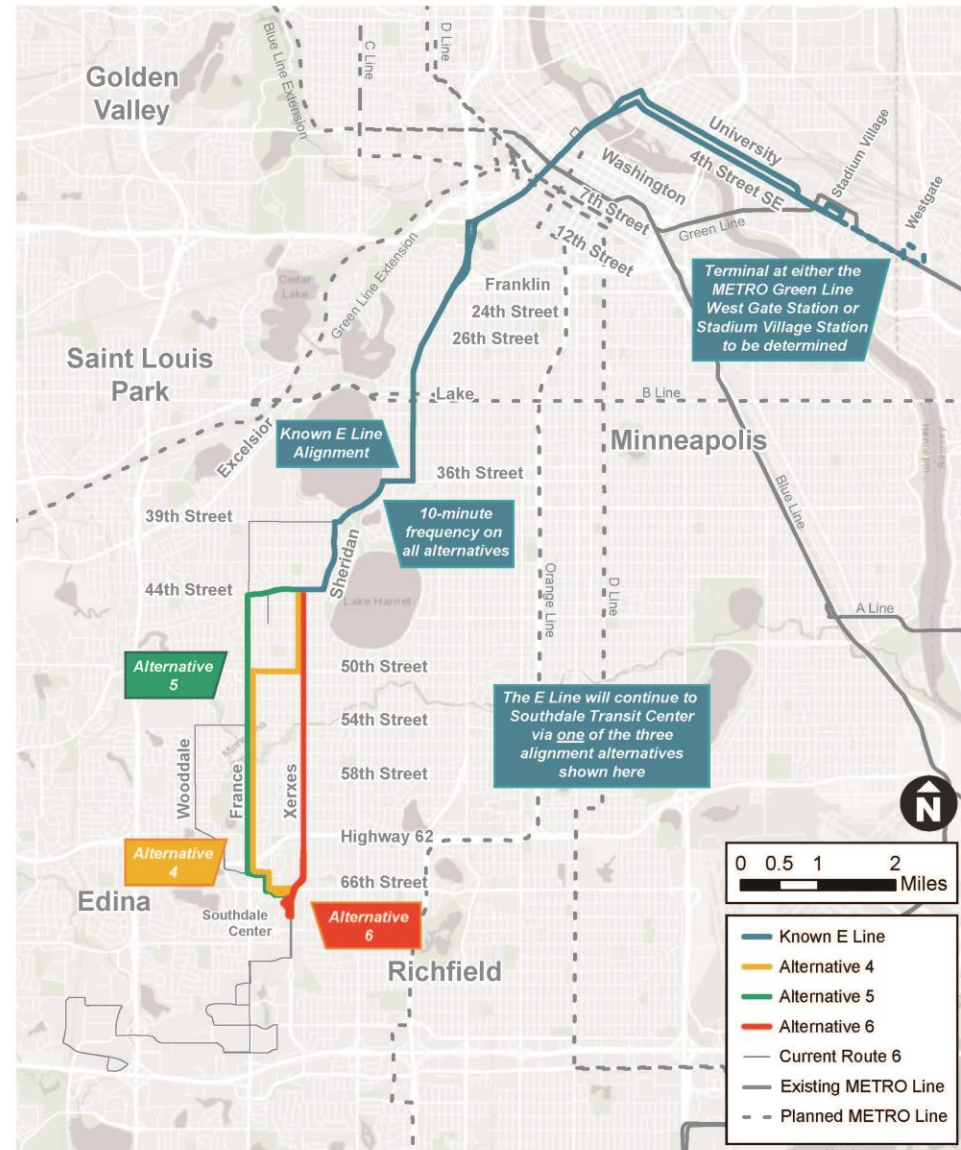 Golden
Valley
Blue Line Extension
C Line
D Line
University
4th Street SE
Stadium Village
Westgate
Washington
7th Street
12th Street
Green Line
Green Line Extension
Cedar
Lake
Franklin
24th Street
26th Street
Terminal at either the
METRO Green Line
West Gate Station or
Stadium Village Station
to be determined
Saint Louis
Park
Excelsior
Lake
B Line
Minneapolis
Known E Line
Alignment
36th Street
Blue Line
39th Street
10-minute
frequency on
all alternatives
Sheridan
44th Street
Lake Harriet
Orange Line
D Line
A Line
Alternative
5
50th Street
54th Street
The E Line will continue to
Southdale Transit Center
via one of the three
alignment alternatives
shown here
Wooddale
France
Xerxes
58th Street
N
Highway 62
Alternative
4
66th Street
Edina
Southdale
Center
Alternative
6
Richfield
0 0.5 1 2
Miles
Known E Line
Alternative 4
Alternative 5
Alternative 6
Current Route 6
Existing METRO Line
Planned METRO Line